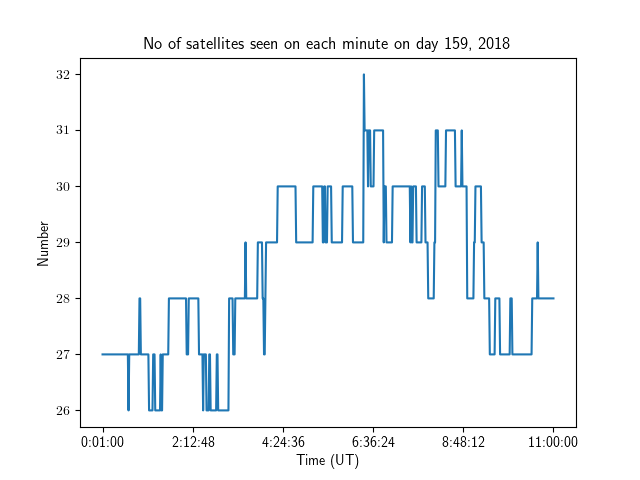 No of satellites seen on each minute on day 159, 2018
32
31
30
29
28
27
26
Number
0:01:00 2:12:48 4:24:36 6:36:24 8:48:12 11:00:00
Time (UT)